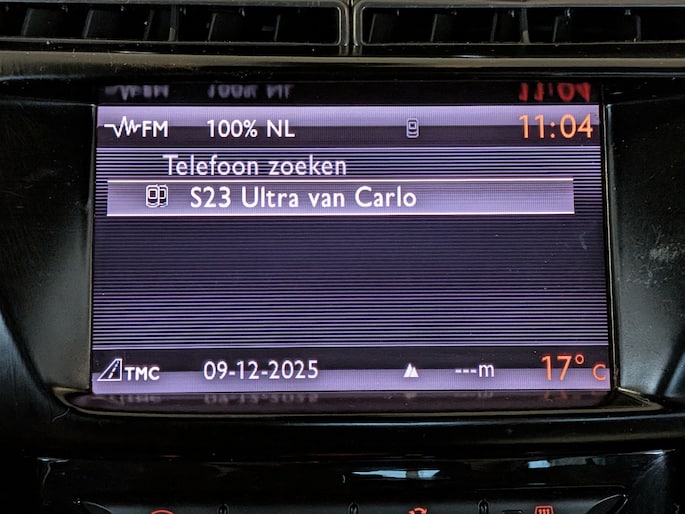 FM 100% NL 11:04
Telefoon zoeken
S23 Ultra van Carlo
TMC 09-12-2025 ---m 17° C